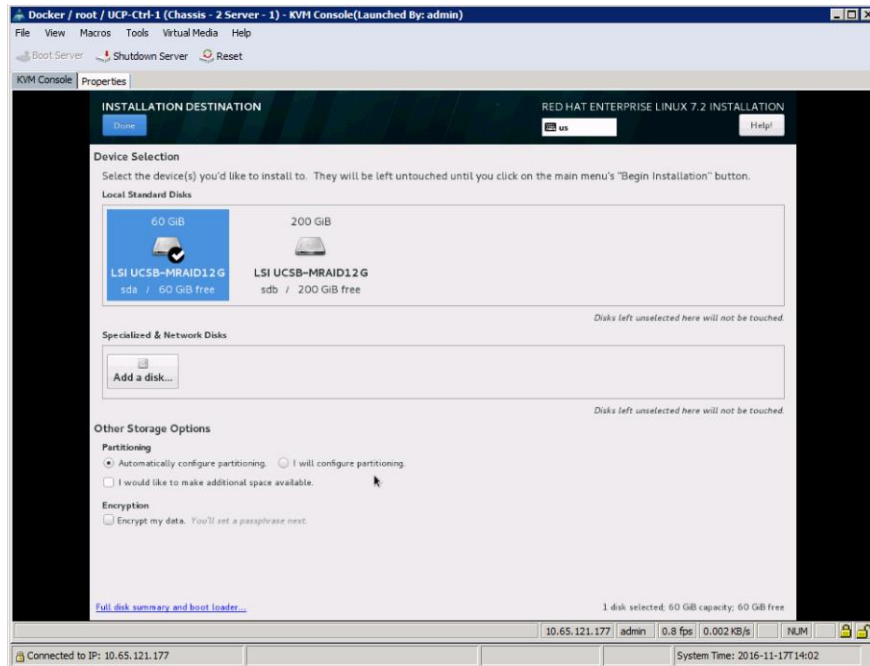 Docker / root / UCP-Ctrl-1 (Chassis - 2 Server - 1) - KVM Console(Launched By: admin)
File View Macros Tools Virtual Media Help
Boot Server Shutdown Server Reset
KVM Console Properties
INSTALLATION DESTINATION RED HAT ENTERPRISE LINUX 7.2 INSTALLATION
Done us Help!
Device Selection
Select the device(s) you'd like to install to. They will be left untouched until you click on the main menu's "Begin Installation" button.
Local Standard Disks
60 GiB 200 GiB
LSI UCSB-MRAID12G LSI UCSB-MRAID12G
sda / 60 GiB free sdb / 200 GiB free
Disks left unselected here will not be touched.
Specialized & Network Disks
Add a disk...
Disks left unselected here will not be touched.
Other Storage Options
Partitioning
Automatically configure partitioning. I will configure partitioning.
I would like to make additional space available.
Encryption
Encrypt my data. You'll set a passphrase next.
Full disk summary and boot loader... 1 disk selected; 60 GiB capacity; 60 GiB free
10.65.121.177 admin 0.8 fps 0.002 KB/s NUM
Connected to IP: 10.65.121.177 System Time: 2016-11-17T14:02